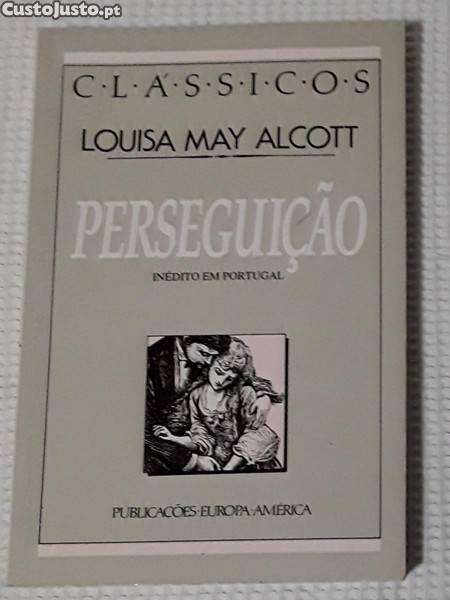 CustoJusto.pt
C·L·Á·S·S·I·C·O·S
LOUISA MAY ALCOTT
PERSEGUIÇÃO
INÉDITO EM PORTUGAL
PUBLICAÇÕES·EUROPA·AMÉRICA